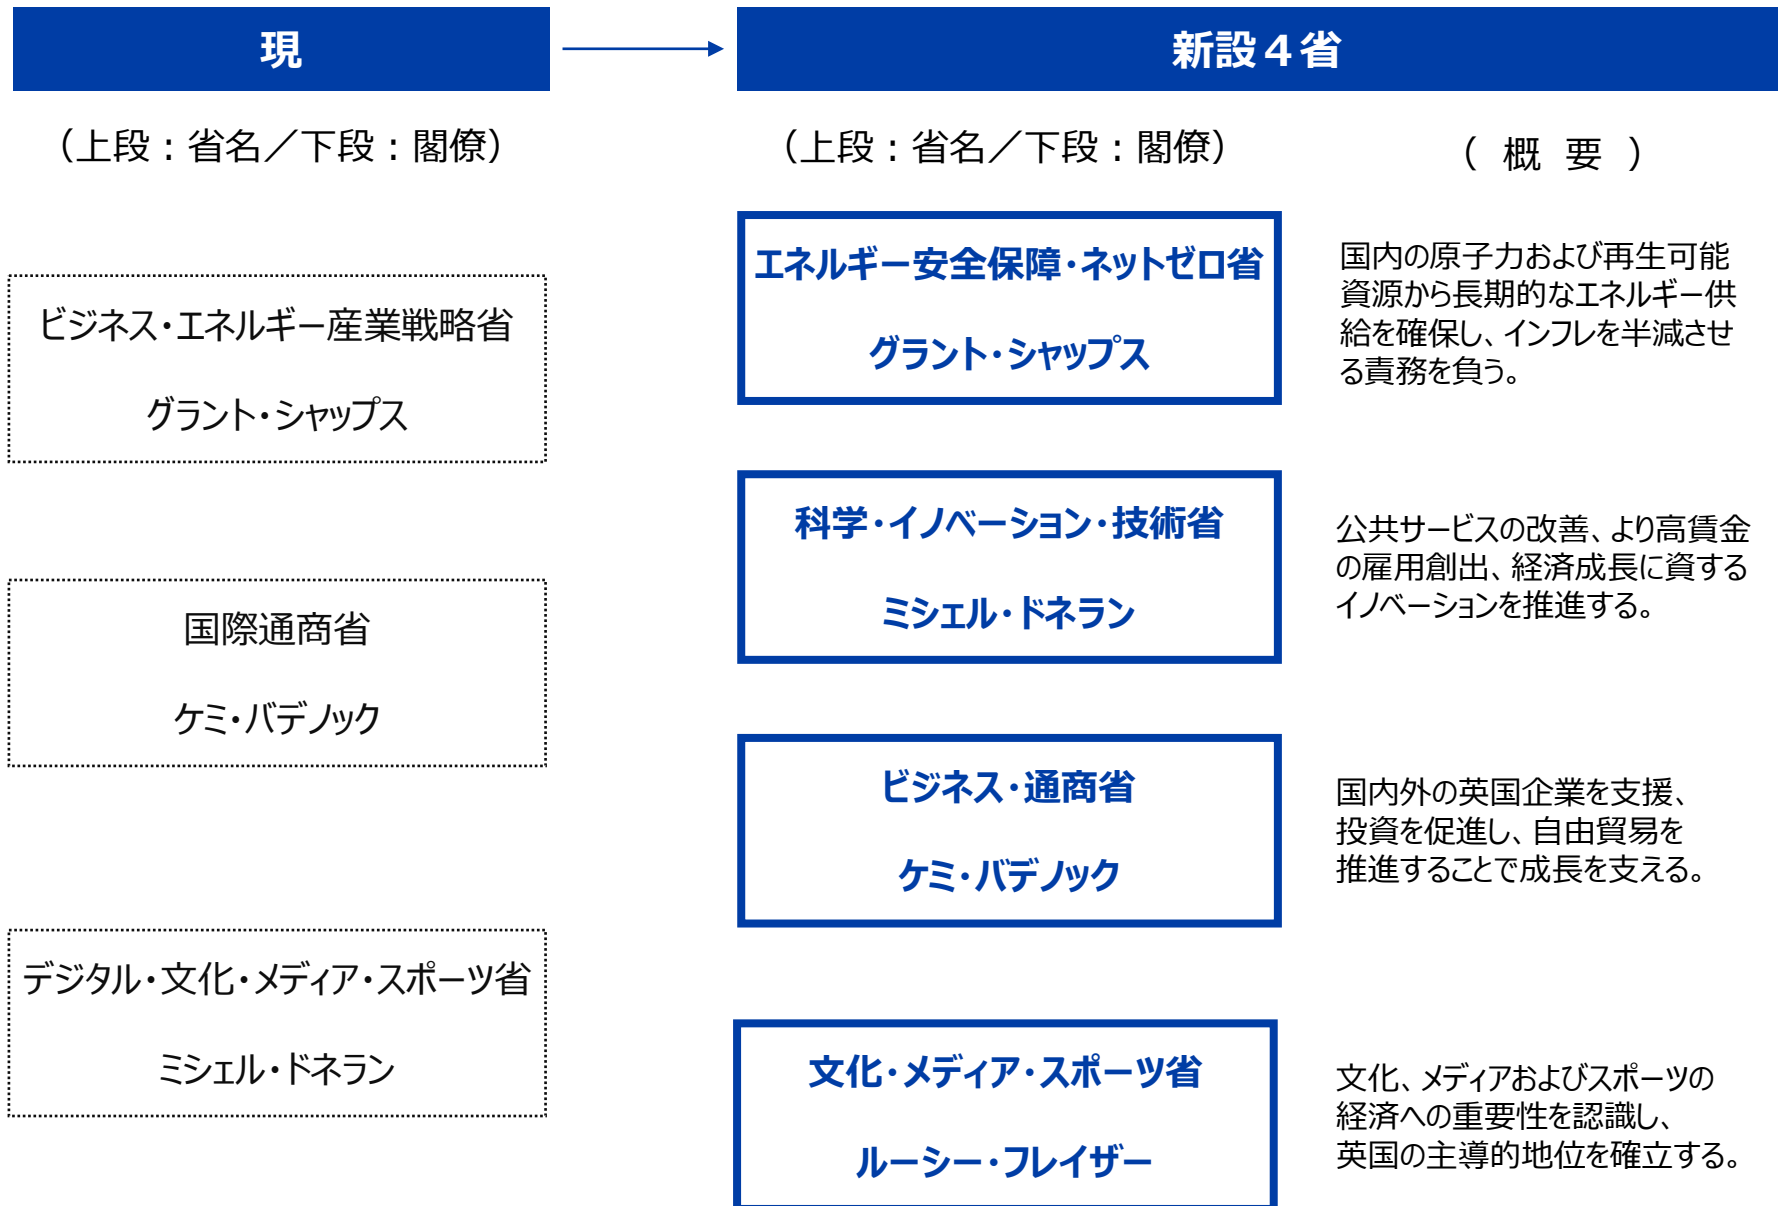 現
新設４省
（上段：省名／下段：閣僚）
（上段：省名／下段：閣僚）
（ 概 要 ）
ビジネス・エネルギー産業戦略省
グラント・シャップス
国際通商省
ケミ・バデノック
デジタル・文化・メディア・スポーツ省
ミシェル・ドネラン
エネルギー安全保障・ネットゼロ省
グラント・シャップス
国内の原子力および再生可能
資源から長期的なエネルギー供
給を確保し、インフレを半減させ
る責務を負う。
科学・イノベーション・技術省
ミシェル・ドネラン
公共サービスの改善、より高賃金
の雇用創出、経済成長に資する
イノベーションを推進する。
ビジネス・通商省
ケミ・バデノック
国内外の英国企業を支援、
投資を促進し、自由貿易を
推進することで成長を支える。
文化・メディア・スポーツ省
ルーシー・フレイザー
文化、メディアおよびスポーツの
経済への重要性を認識し、
英国の主導的地位を確立する。